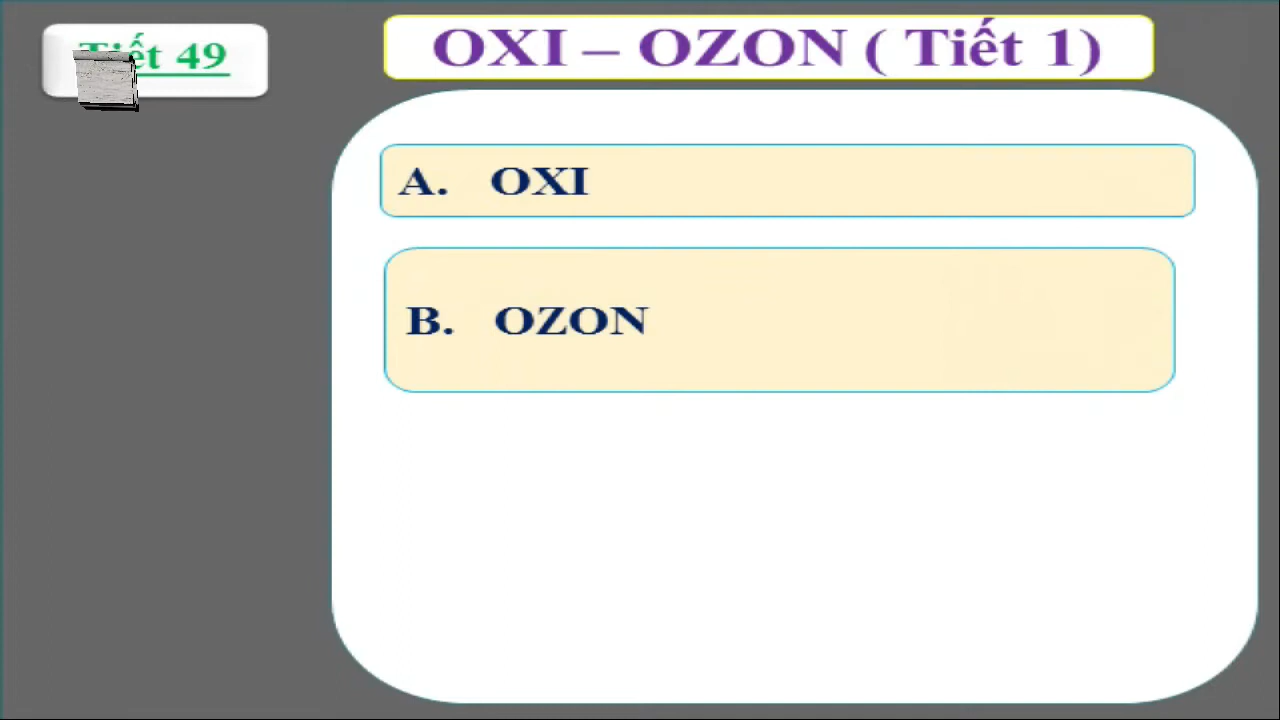 Tiết 49
OXI – OZON ( Tiết 1)
A. OXI
B. OZON